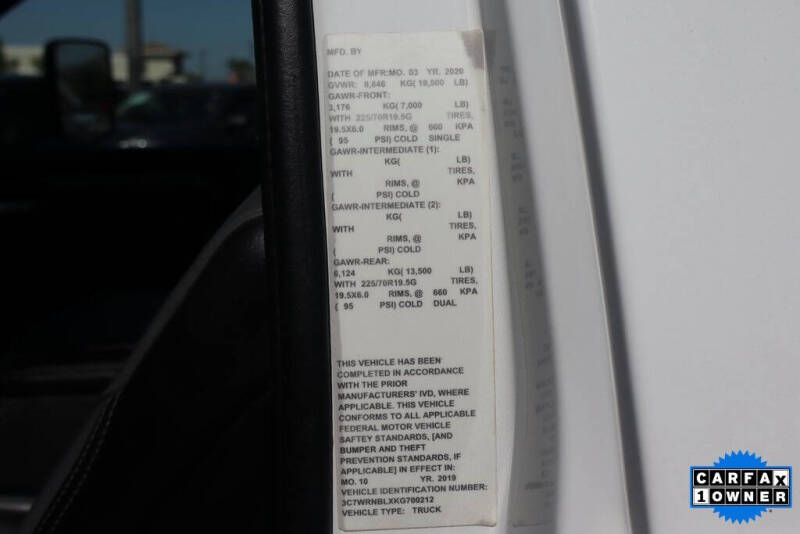 MFD. BY
DATE OF MFR:MO. 03 YR. 2020
GVWR: 8,846 KG( 19,500 LB)
GAWR-FRONT:
3,176 KG( 7,000 LB)
WITH 225/70R19.5G TIRES,
19.5X6.0 RIMS, @ 660 KPA
( 95 PSI) COLD SINGLE
GAWR-INTERMEDIATE (1):
KG( LB)
WITH TIRES,
RIMS, @ KPA
( PSI) COLD
GAWR-INTERMEDIATE (2):
KG( LB)
WITH TIRES,
RIMS, @ KPA
( PSI) COLD
GAWR-REAR:
6,124 KG( 13,500 LB)
WITH 225/70R19.5G TIRES,
19.5X6.0 RIMS, @ 660 KPA
( 95 PSI) COLD DUAL
THIS VEHICLE HAS BEEN
COMPLETED IN ACCORDANCE
WITH THE PRIOR
MANUFACTURERS' IVD, WHERE
APPLICABLE. THIS VEHICLE
CONFORMS TO ALL APPLICABLE
FEDERAL MOTOR VEHICLE
SAFTEY STANDARDS, [AND
BUMPER AND THEFT
PREVENTION STANDARDS, IF
APPLICABLE] IN EFFECT IN:
MO. 10 YR. 2019
VEHICLE IDENTIFICATION NUMBER:
3C7WRNBLXKG700212
VEHICLE TYPE: TRUCK
CARFAX
1 OWNER